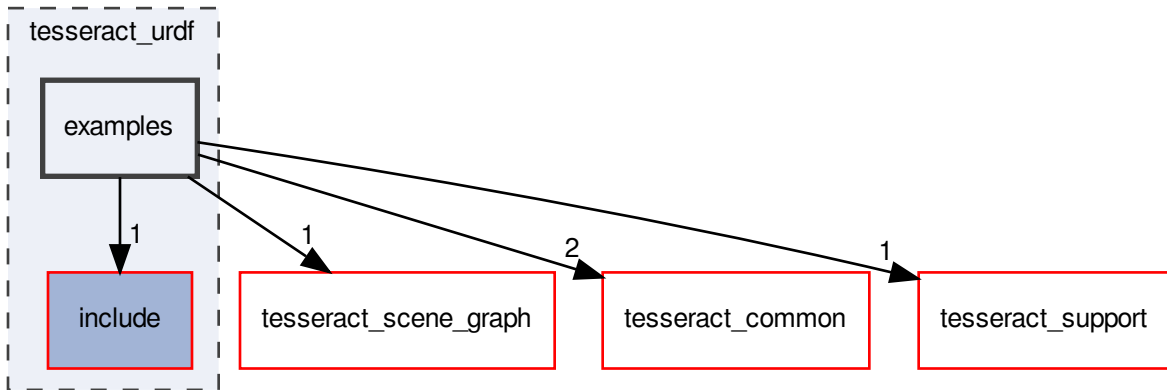 tesseract_urdf
examples
1
1
2
1
include
tesseract_scene_graph
tesseract_common
tesseract_support